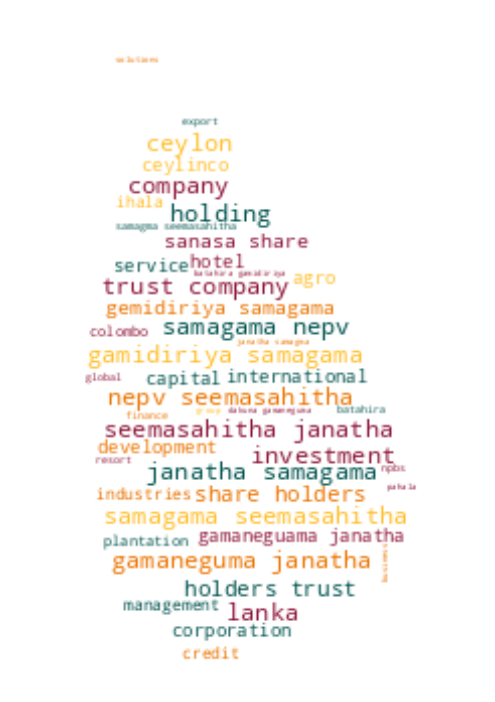 solutions
export
ceylon
ceylinco
company
ihala
holding
samagma seemasahitha
sanasa share
service hotel
batahira gamidiriya
trust company agro
gemidiriya samagama
colombo samagama nepv
janatha samagma
gamidiriya samagama
global capital international
nepv seemasahitha
finance group dakuna gamaneguma batahira
seemasahitha janatha
development investment
resort janatha samagama npbs
industries share holders pahala
samagama seemasahitha
plantation gamaneguama janatha
gamaneguma janatha business
holders trust
management lanka
corporation
credit